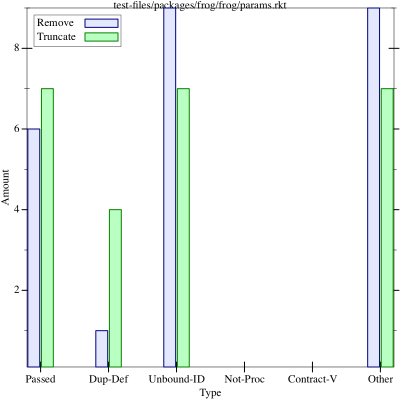 test-files/packages/frog/frog/params.rkt
Remove
Truncate
8
6
4
2
Amount
Passed Dup-Def Unbound-ID Not-Proc Contract-V Other
Type